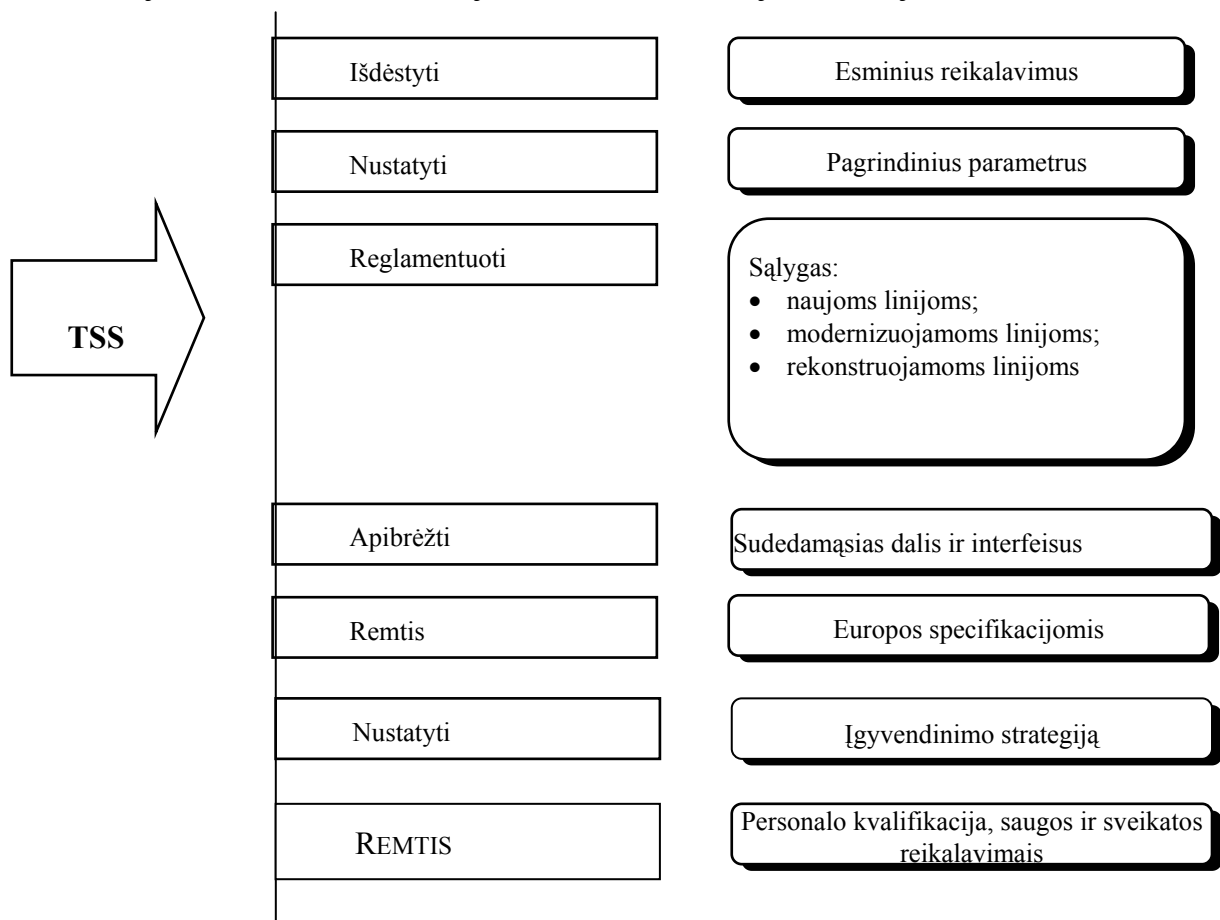 Išdėstyti
Esminius reikalavimus
Nustatyti
Pagrindinius parametrus
Reglamentuoti
Sąlygas:
• naujoms linijoms;
• modernizuojamoms linijoms;
• rekonstruojamoms linijoms
TSS
Apibrėžti
Sudedamąsias dalis ir interfeisus
Remtis
Europos specifikacijomis
Nustatyti
Įgyvendinimo strategiją
REMTIS
Personalo kvalifikacija, saugos ir sveikatos
reikalavimais